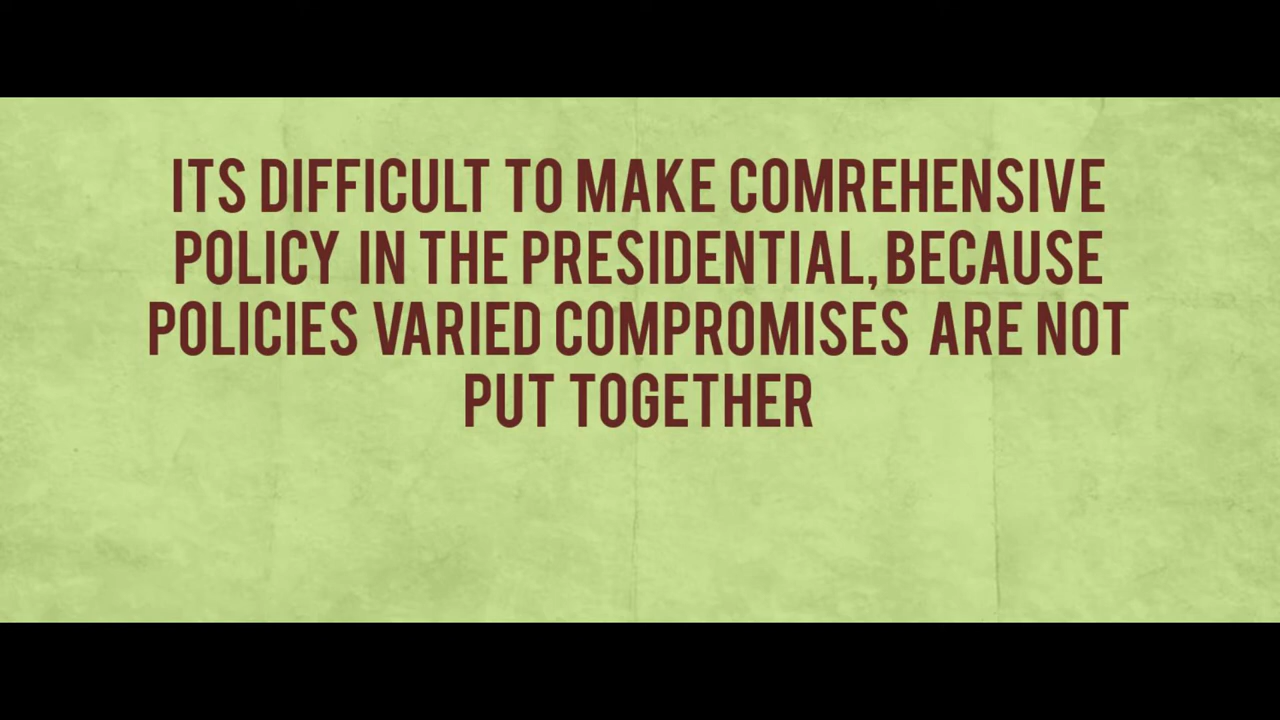 ITS DIFFICULT TO MAKE COMREHENSIVE
POLICY IN THE PRESIDENTIAL, BECAUSE
POLICIES VARIED COMPROMISES ARE NOT
PUT TOGETHER